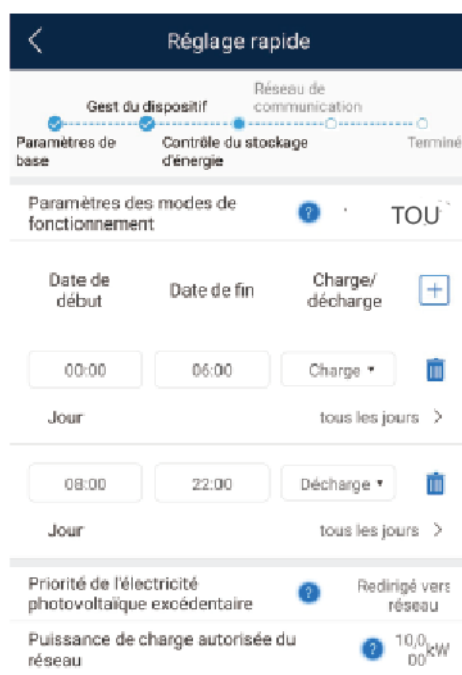 Réglage rapide
Réseau de
Gest du dispositif communication
Paramètres de Contrôle du stockage Terminé
base d'énergie
Paramètres des modes de
fonctionnement
TOU
Date de Charge/
début Date de fin décharge
00:00 06:00 Charge
Jour tous les jours
08:00 22:00 Décharge
Jour tous les jours
Priorité de l'électricité Redirigé vers
photovoltaïque excédentaire réseau
Puissance de charge autorisée du 10,0
réseau 00 kW